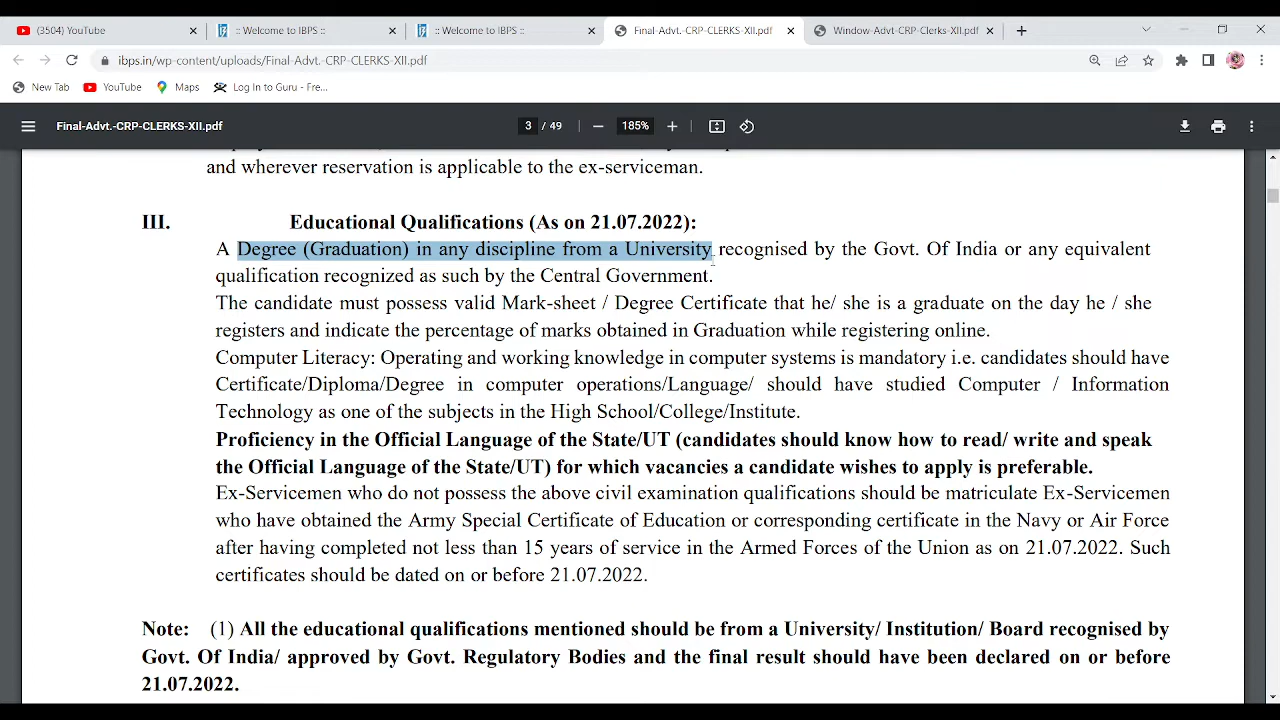 (3504) YouTube
:: Welcome to IBPS ::
:: Welcome to IBPS ::
Final-Advt.-CRP-CLERKS-XII.pdf
Window-Advt-CRP-Clerks-XII.pdf
ibps.in/wp-content/uploads/Final-Advt.-CRP-CLERKS-XII.pdf
New Tab YouTube Maps Log In to Guru - Fre...
Final-Advt.-CRP-CLERKS-XII.pdf 3 / 49 185%
and wherever reservation is applicable to the ex-serviceman.
III. Educational Qualifications (As on 21.07.2022):
A Degree (Graduation) in any discipline from a University recognised by the Govt. Of India or any equivalent
qualification recognized as such by the Central Government.
The candidate must possess valid Mark-sheet / Degree Certificate that he/ she is a graduate on the day he / she
registers and indicate the percentage of marks obtained in Graduation while registering online.
Computer Literacy: Operating and working knowledge in computer systems is mandatory i.e. candidates should have
Certificate/Diploma/Degree in computer operations/Language/ should have studied Computer / Information
Technology as one of the subjects in the High School/College/Institute.
Proficiency in the Official Language of the State/UT (candidates should know how to read/ write and speak
the Official Language of the State/UT) for which vacancies a candidate wishes to apply is preferable.
Ex-Servicemen who do not possess the above civil examination qualifications should be matriculate Ex-Servicemen
who have obtained the Army Special Certificate of Education or corresponding certificate in the Navy or Air Force
after having completed not less than 15 years of service in the Armed Forces of the Union as on 21.07.2022. Such
certificates should be dated on or before 21.07.2022.
Note: (1) All the educational qualifications mentioned should be from a University/ Institution/ Board recognised by
Govt. Of India/ approved by Govt. Regulatory Bodies and the final result should have been declared on or before
21.07.2022.